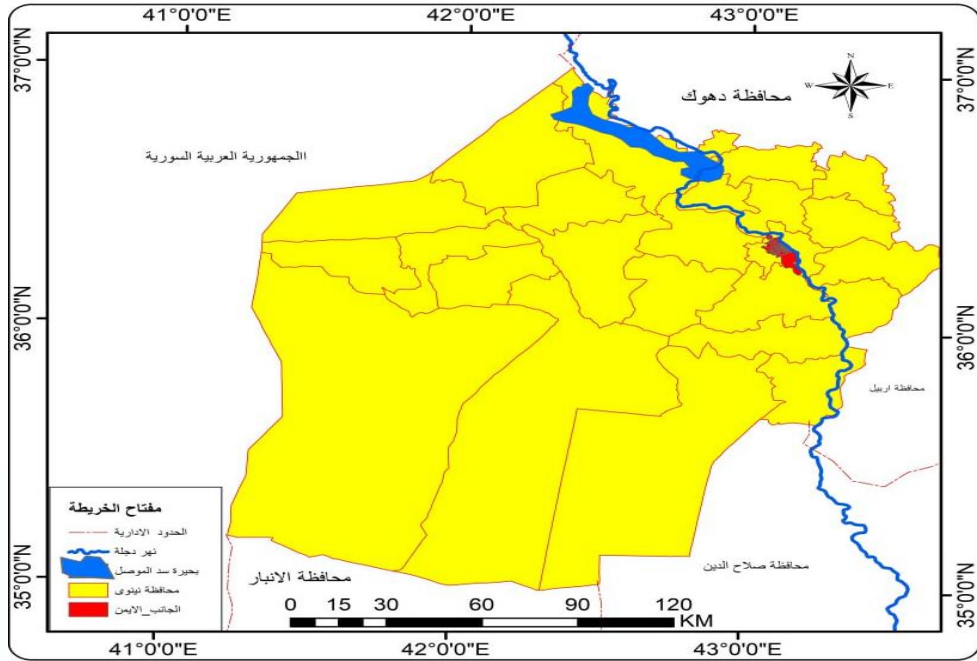 41°0'0"E 42°0'0"E 43°0'0"E
37°0'0"N 37°0'0"N
N
W E
S
محافظة دهوك
االجمهورية العربية السورية
36°0'0"N 36°0'0"N
محافظة اربيل
مفتاح الخريطة
الحدود الادارية
نهر دجلة
بحيرة سد الموصل
محافظة نينوى
الجانب_الايمن
محافظة الانبار
محافظة صلاح الدين
35°0'0"N 35°0'0"N
0 15 30 60 90 120
KM
41°0'0"E 42°0'0"E 43°0'0"E